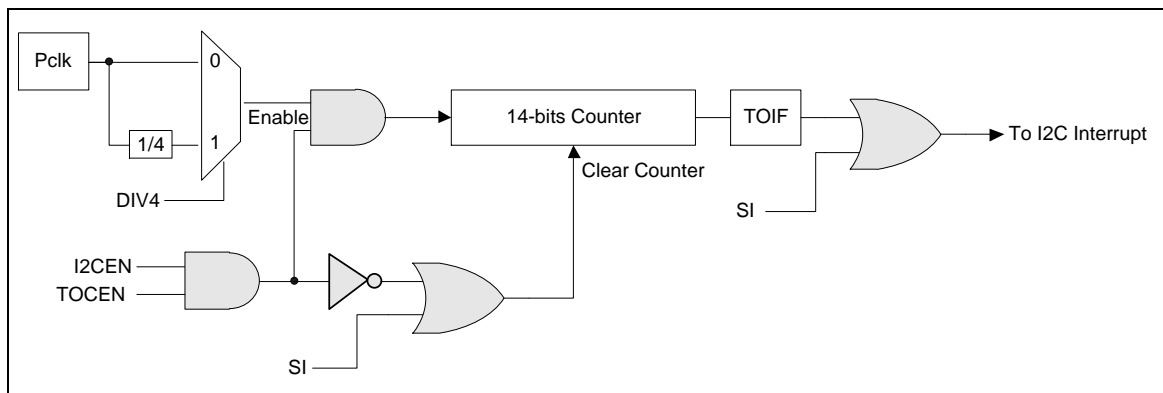 Pclk
0
1/4
1
DIV4
Enable
14-bits Counter
Clear Counter
TOIF
SI
To I2C Interrupt
I2CEN
TOCEN
SI